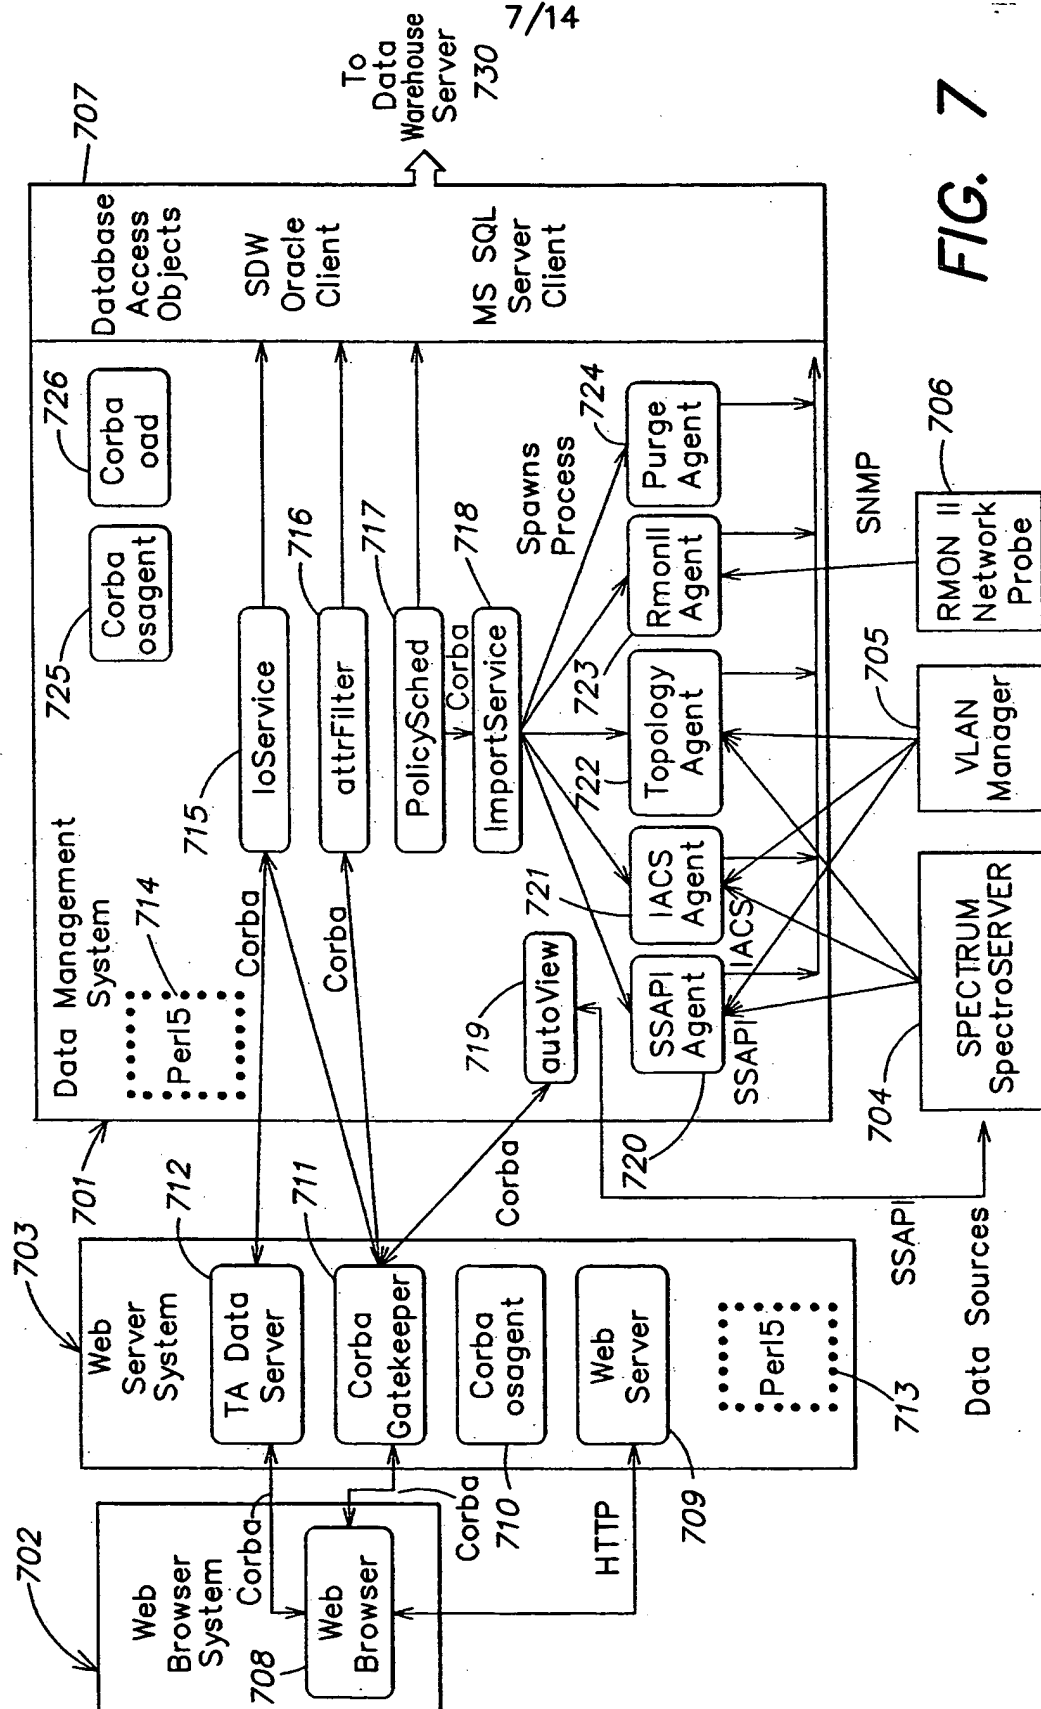 7/14
702
Web
Browser
System
708
Web
Browser
Corba
Corba
HTTP
703
Web
Server
System
712
TA Data
Server
711
Corba
Gatekeeper
Corba
osagent
710
Web
Server
709
Perl5
713
701
Data Management
System
714
Perl5
Corba
Corba
Corba
725
Corba
osagent
726
Corba
oad
715
IoService
716
attrFilter
717
PolicySched
Corba
718
ImportService
719
autoView
Spawns
Process
720
SSAPI
Agent
721
IACS
Agent
722
Topology
Agent
723
RmonII
Agent
724
Purge
Agent
SSAPI
IACS
SNMP
707
Database
Access
Objects
SDW
Oracle
Client
MS SQL
Server
Client
To
Data
Warehouse
Server
730
SSAPI
Data Sources
704
SPECTRUM
SpectroSERVER
705
VLAN
Manager
706
RMON II
Network
Probe
FIG. 7